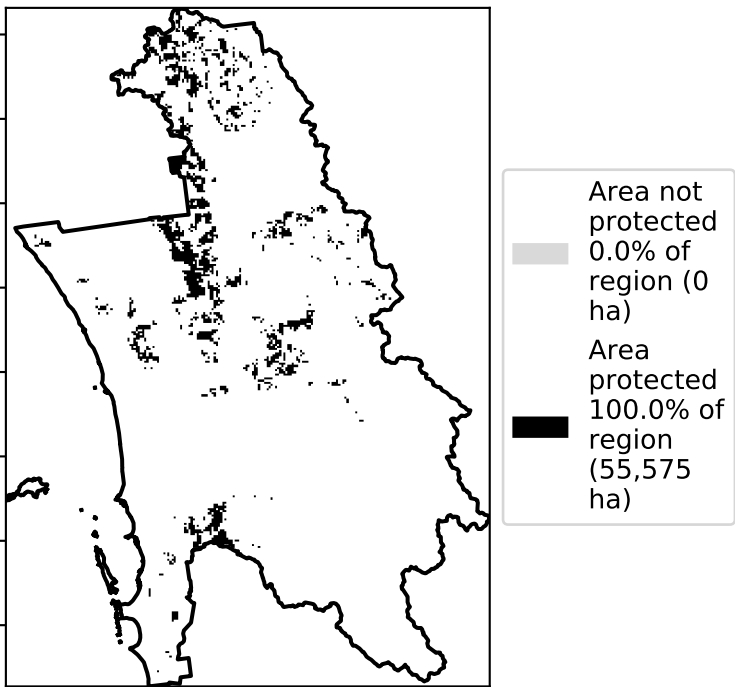 Area not
protected
0.0% of
region (0
ha)
Area
protected
100.0% of
region
(55,575
ha)